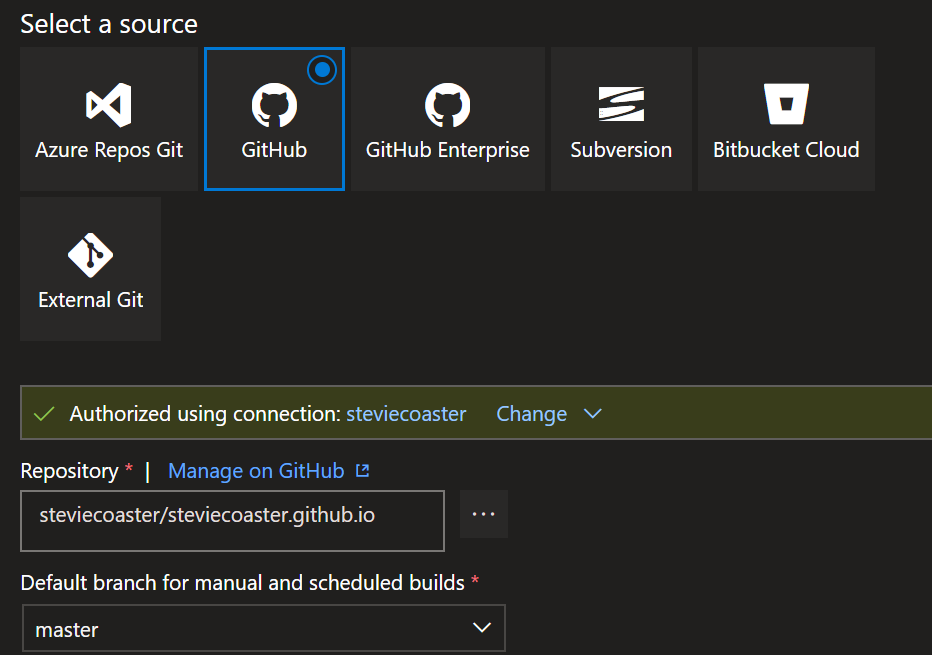 Select a source
Azure Repos Git
GitHub
GitHub Enterprise
Subversion
Bitbucket Cloud
External Git
Authorized using connection: steviecoaster Change
Repository * | Manage on GitHub
steviecoaster/steviecoaster.github.io
...
Default branch for manual and scheduled builds *
master